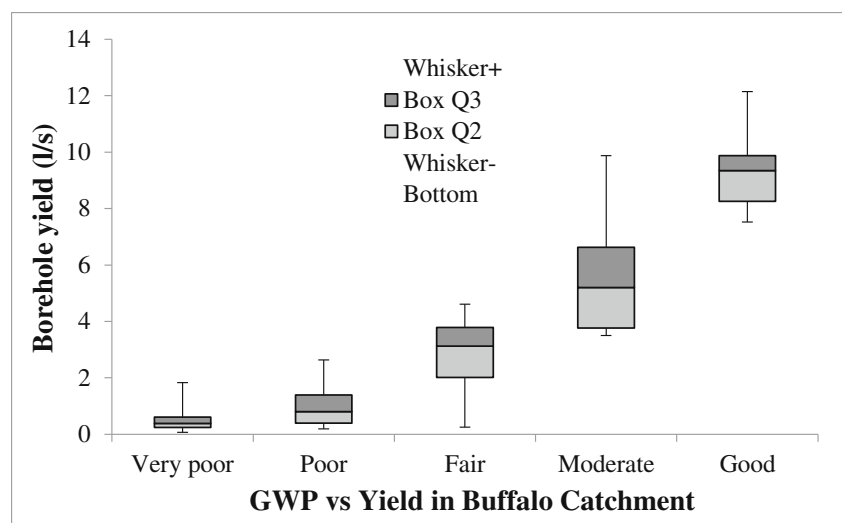 14
12
10
8
6
4
2
0
Borehole yield (l/s)
Whisker+
Box Q3
Box Q2
Whisker-
Bottom
Very poor Poor Fair Moderate Good
GWP vs Yield in Buffalo Catchment